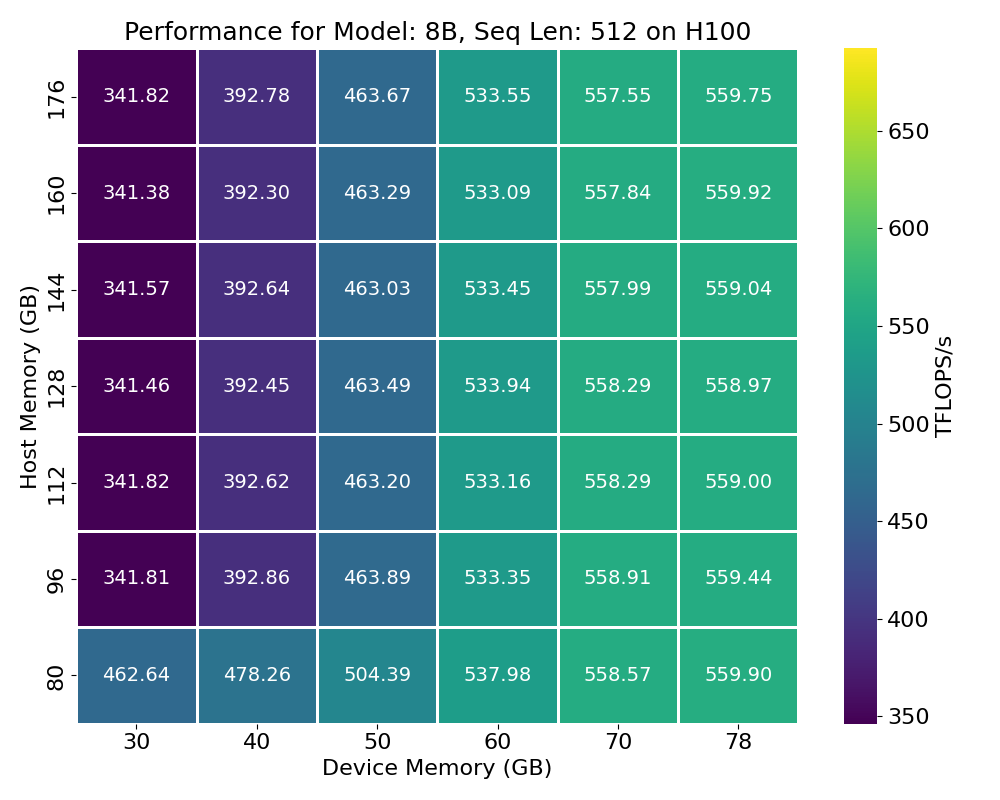 Performance for Model: 8B, Seq Len: 512 on H100
176 341.82 392.78 463.67 533.55 557.55 559.75
160 341.38 392.30 463.29 533.09 557.84 559.92
144 341.57 392.64 463.03 533.45 557.99 559.04
128 341.46 392.45 463.49 533.94 558.29 558.97
112 341.82 392.62 463.20 533.16 558.29 559.00
96 341.81 392.86 463.89 533.35 558.91 559.44
80 462.64 478.26 504.39 537.98 558.57 559.90
30 40 50 60 70 78
Device Memory (GB)
Host Memory (GB)
650
600
550
500
450
400
350
TFLOPS/s